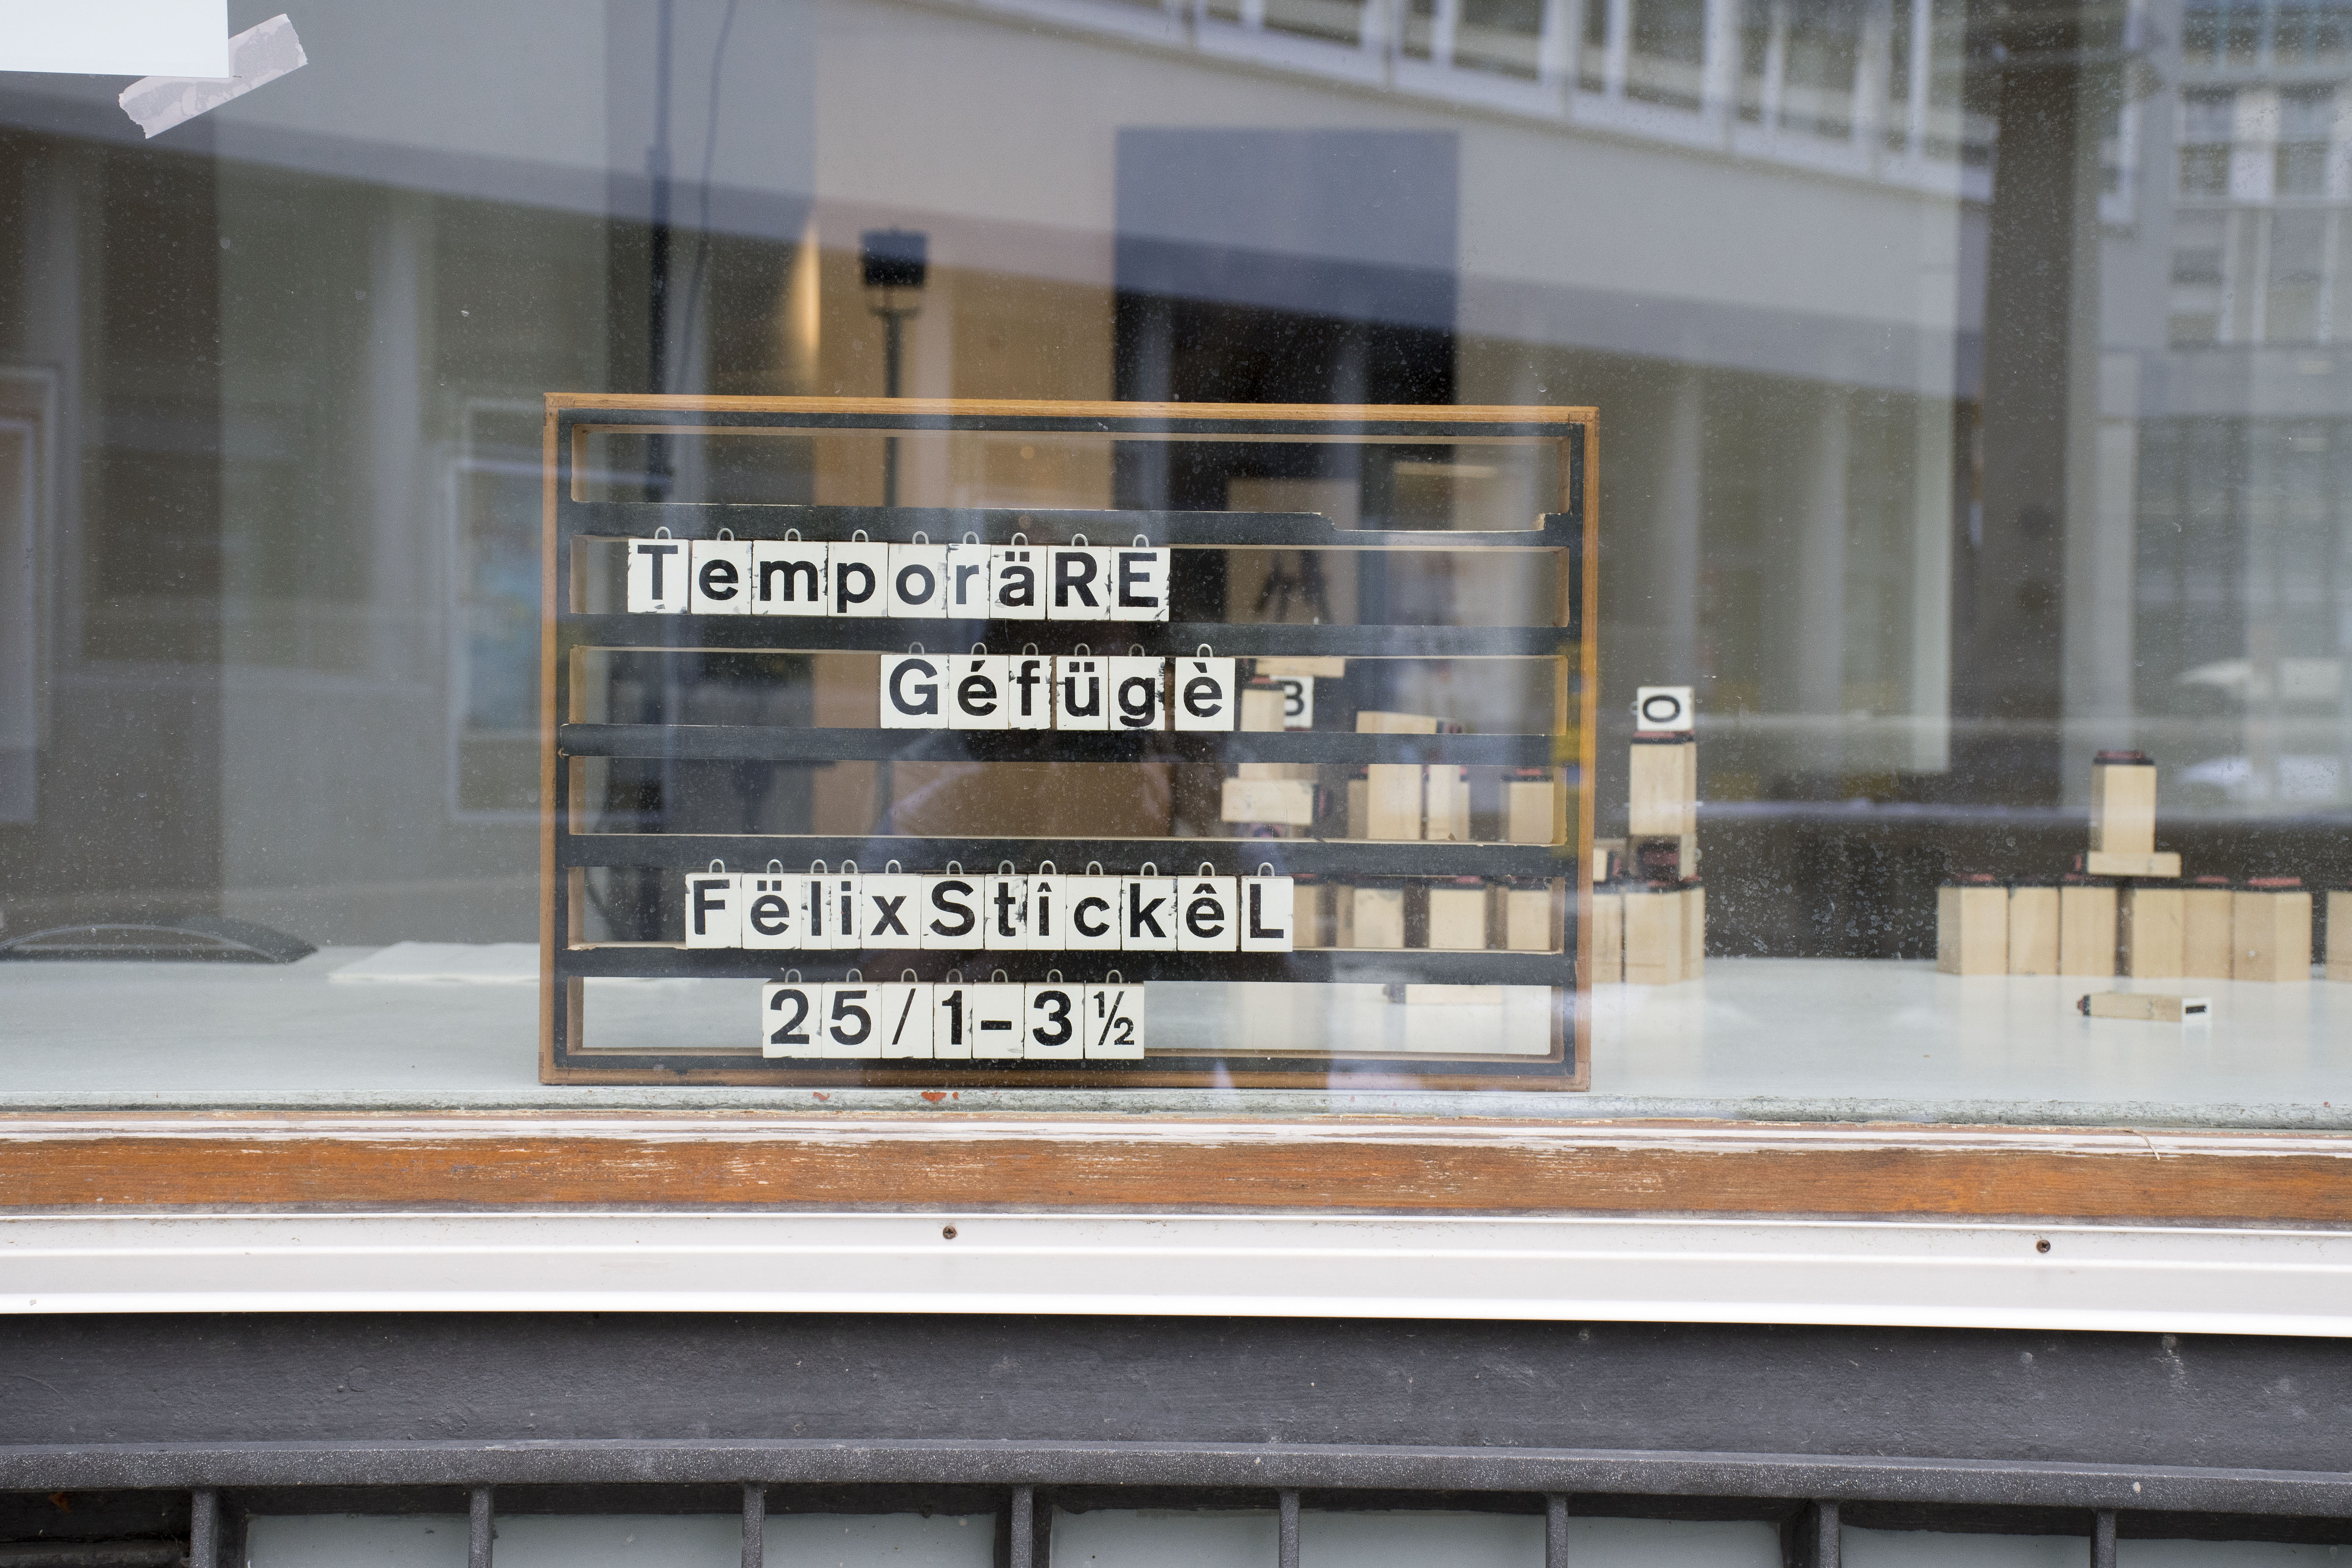 TemporäRE
Géfügè
B
O
FëlixStîckêL
25/1–3½